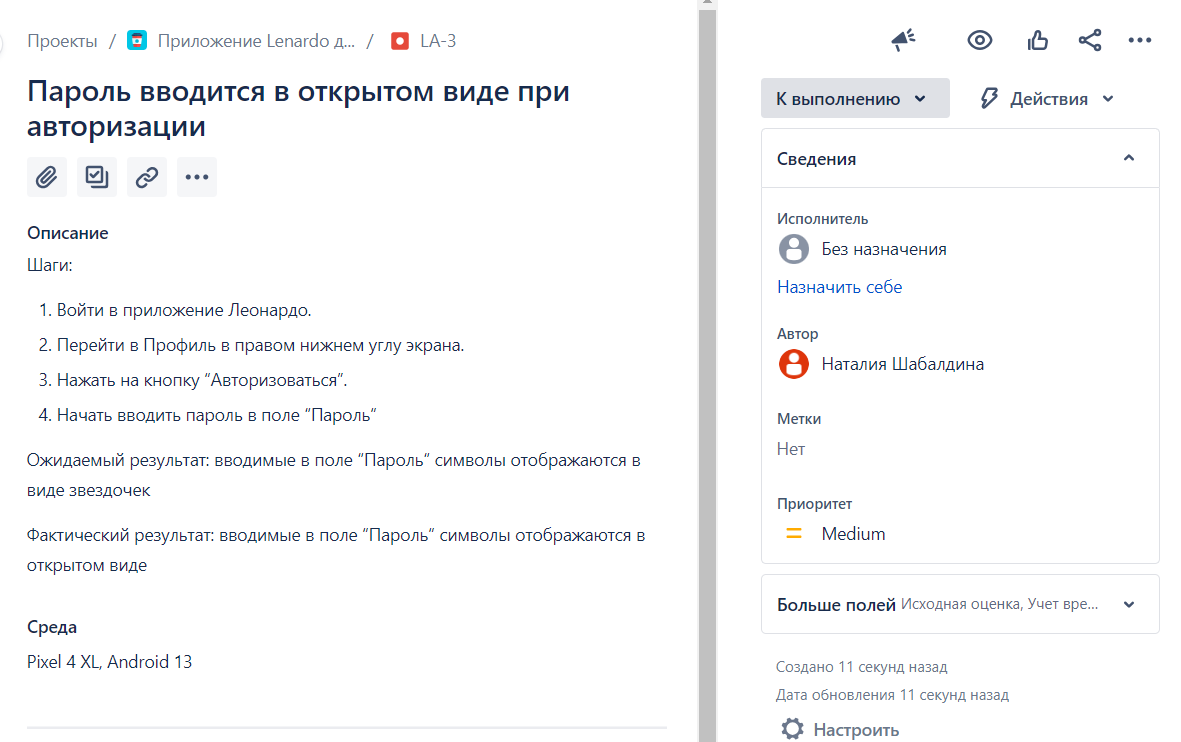 Проекты / Приложение Lenardo д... / LA-3
Пароль вводится в открытом виде при
авторизации
Описание
Шаги:
1. Войти в приложение Леонардо.
2. Перейти в Профиль в правом нижнем углу экрана.
3. Нажать на кнопку “Авторизоваться”.
4. Начать вводить пароль в поле “Пароль“
Ожидаемый результат: вводимые в поле “Пароль“ символы отображаются в
виде звездочек
Фактический результат: вводимые в поле “Пароль“ символы отображаются в
открытом виде
Среда
Pixel 4 XL, Android 13
К выполнению
Действия
Сведения
Исполнитель
Без назначения
Назначить себе
Автор
Наталия Шабалдина
Метки
Нет
Приоритет
Medium
Больше полей Исходная оценка, Учет вре...
Создано 11 секунд назад
Дата обновления 11 секунд назад
Настроить